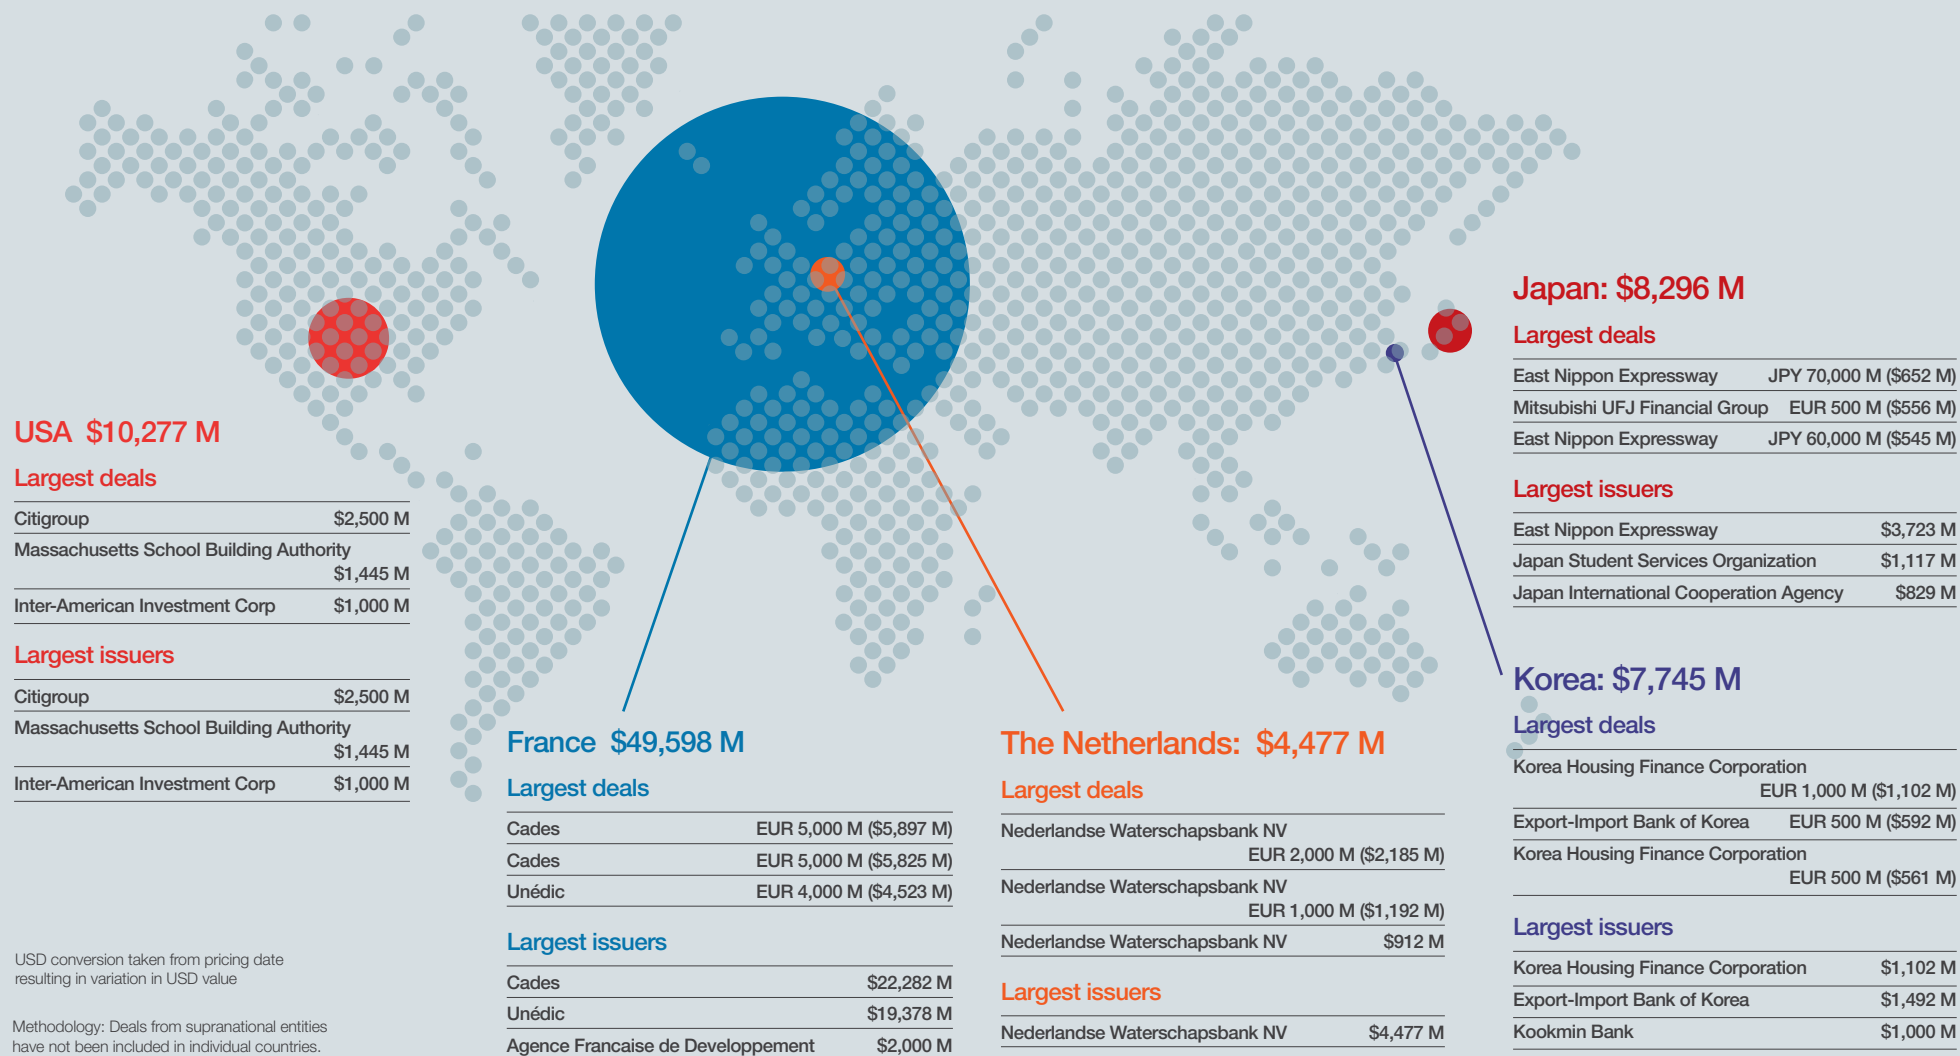 USA $10,277 M
Largest deals
Citigroup $2,500 M
Massachusetts School Building Authority
$1,445 M
Inter-American Investment Corp $1,000 M
Largest issuers
Citigroup $2,500 M
Massachusetts School Building Authority
$1,445 M
Inter-American Investment Corp $1,000 M
USD conversion taken from pricing date
resulting in variation in USD value
Methodology: Deals from supranational entities
have not been included in individual countries.
France $49,598 M
Largest deals
Cades EUR 5,000 M ($5,897 M)
Cades EUR 5,000 M ($5,825 M)
Unédic EUR 4,000 M ($4,523 M)
Largest issuers
Cades $22,282 M
Unédic $19,378 M
Agence Francaise de Developpement $2,000 M
The Netherlands: $4,477 M
Largest deals
Nederlandse Waterschapsbank NV
EUR 2,000 M ($2,185 M)
Nederlandse Waterschapsbank NV
EUR 1,000 M ($1,192 M)
Nederlandse Waterschapsbank NV $912 M
Largest issuers
Nederlandse Waterschapsbank NV $4,477 M
Japan: $8,296 M
Largest deals
East Nippon Expressway JPY 70,000 M ($652 M)
Mitsubishi UFJ Financial Group EUR 500 M ($556 M)
East Nippon Expressway JPY 60,000 M ($545 M)
Largest issuers
East Nippon Expressway $3,723 M
Japan Student Services Organization $1,117 M
Japan International Cooperation Agency $829 M
Korea: $7,745 M
Largest deals
Korea Housing Finance Corporation
EUR 1,000 M ($1,102 M)
Export-Import Bank of Korea EUR 500 M ($592 M)
Korea Housing Finance Corporation
EUR 500 M ($561 M)
Largest issuers
Korea Housing Finance Corporation $1,102 M
Export-Import Bank of Korea $1,492 M
Kookmin Bank $1,000 M